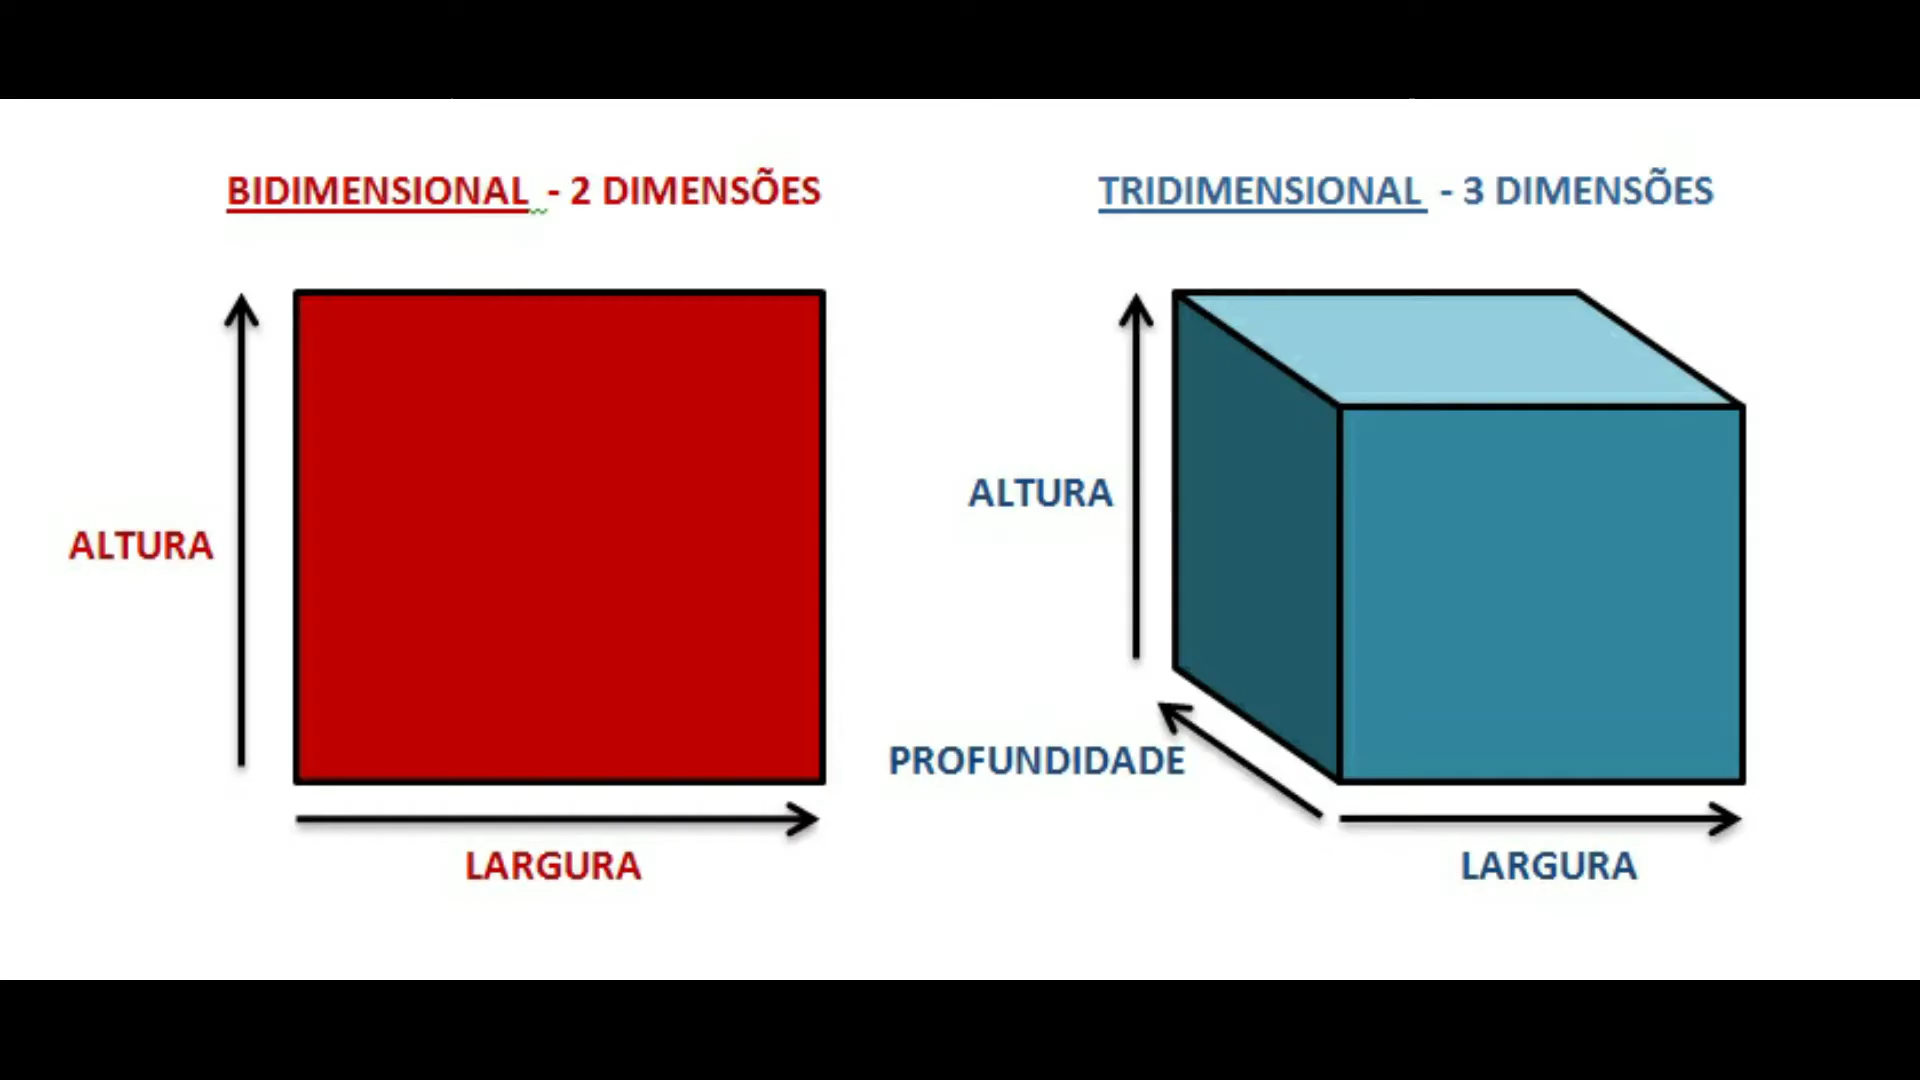 BIDIMENSIONAL - 2 DIMENSÕES
ALTURA
LARGURA
TRIDIMENSIONAL - 3 DIMENSÕES
ALTURA
PROFUNDIDADE
LARGURA